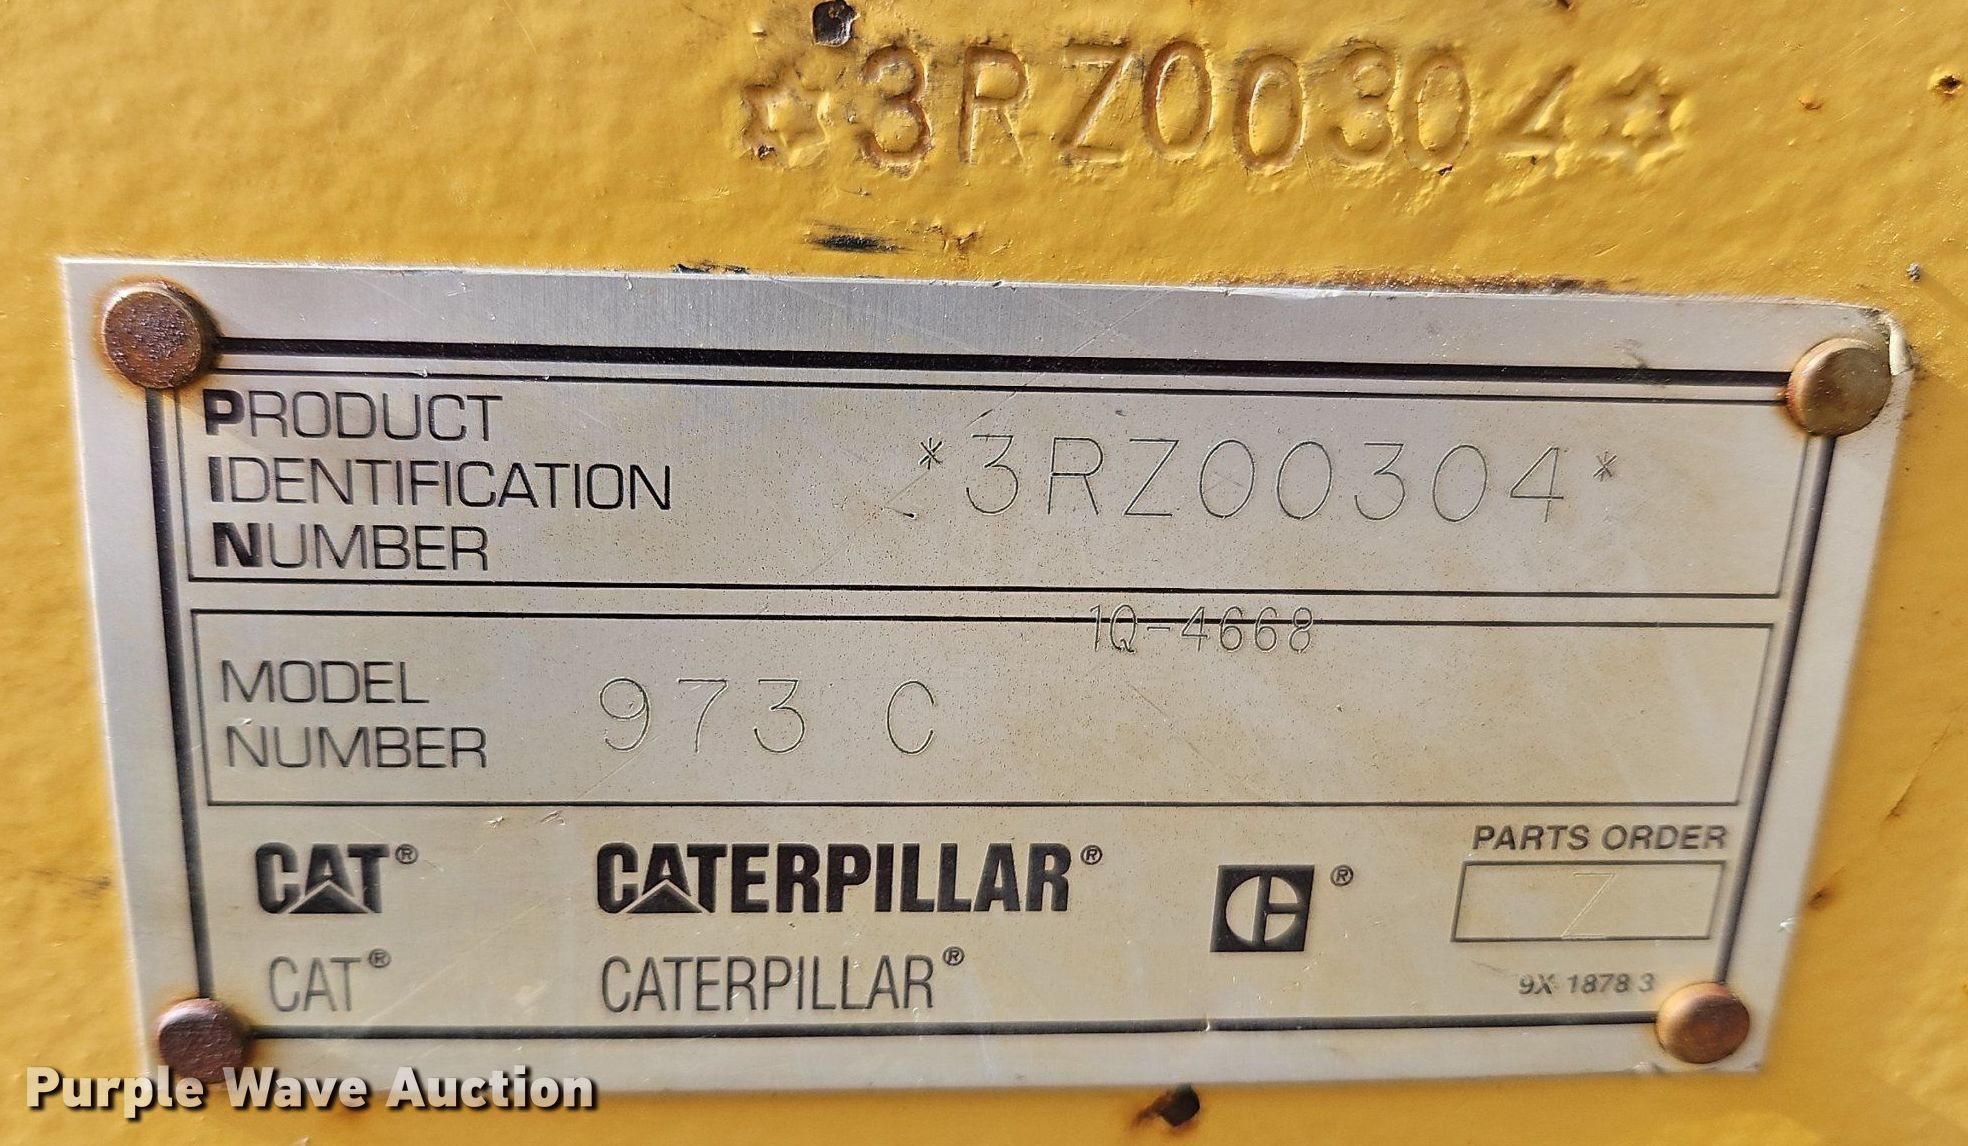 *3RZ00304*
PRODUCT
IDENTIFICATION
NUMBER
*3RZ00304*
1Q-4668
MODEL
NUMBER
973 C
CAT® CATERPILLAR® ®
PARTS ORDER
Z
CAT® CATERPILLAR®
9X-1878 3
Purple Wave Auction